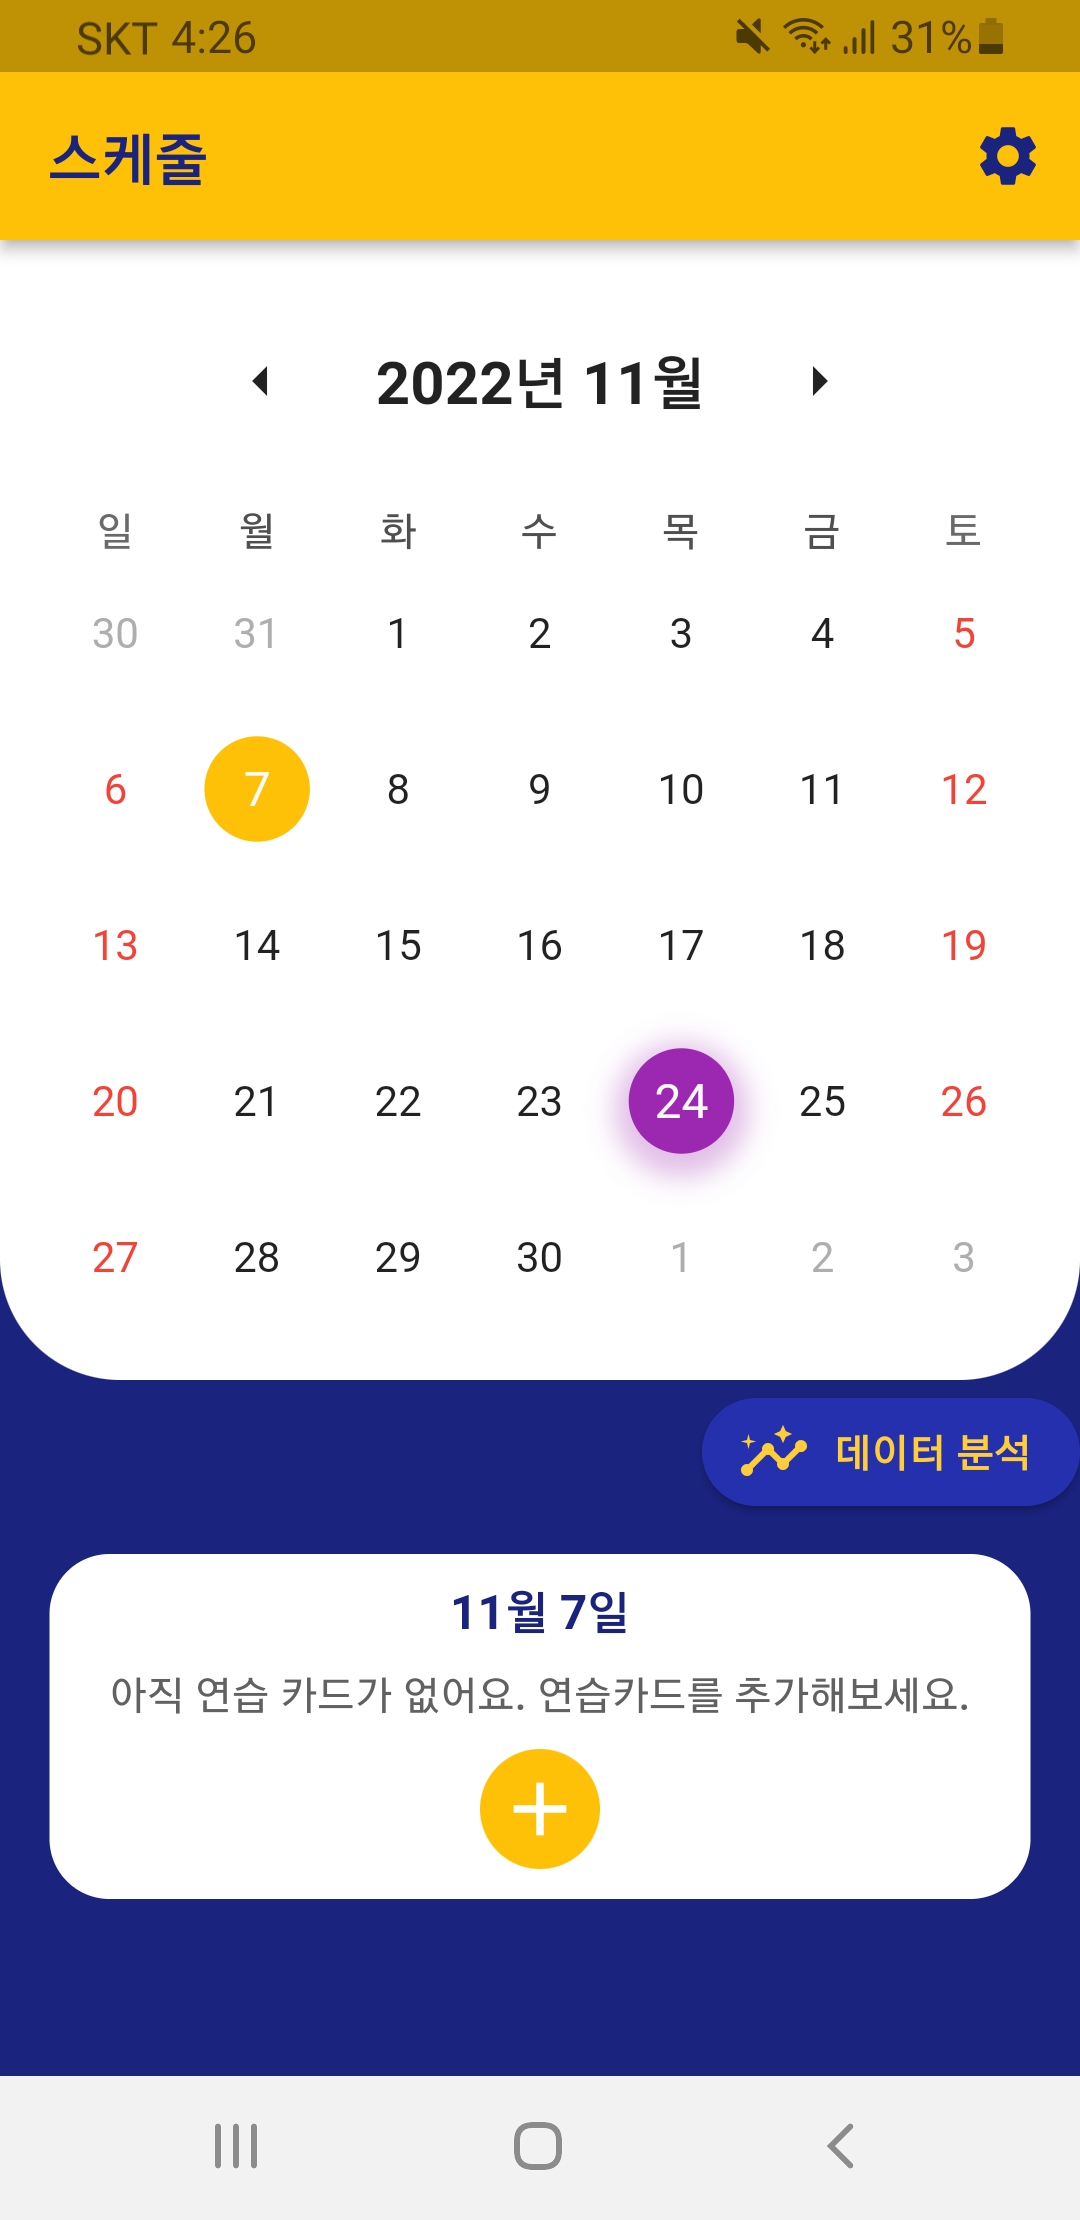 SKT 4:26 31%
스케줄
2022년 11월
일 월 화 수 목 금 토
30 31 1 2 3 4 5
6 7 8 9 10 11 12
13 14 15 16 17 18 19
20 21 22 23 24 25 26
27 28 29 30 1 2 3
데이터 분석
11월 7일
아직 연습 카드가 없어요. 연습카드를 추가해보세요.